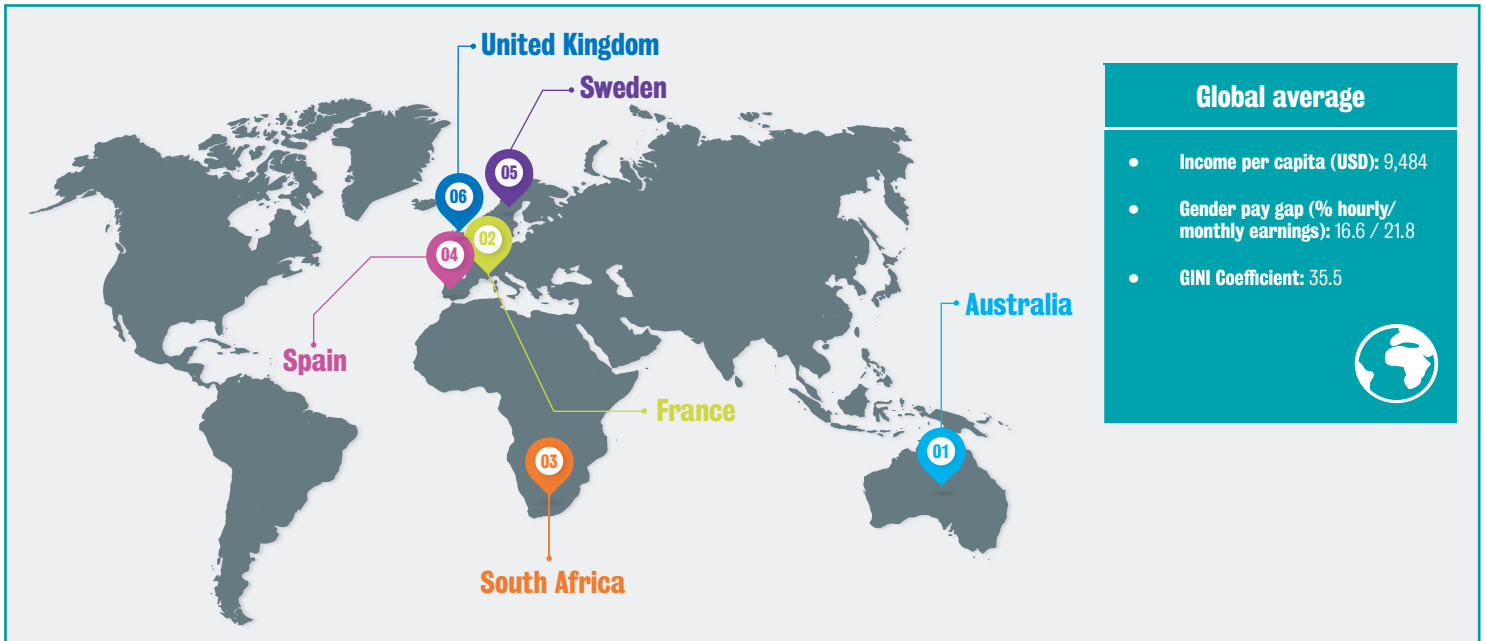 United Kingdom
Sweden
05
06
02
04
Spain
France
Australia
01
03
South Africa
Global average
• Income per capita (USD): 9,484
• Gender pay gap (% hourly/
monthly earnings): 16.6 / 21.8
• GINI Coefficient: 35.5